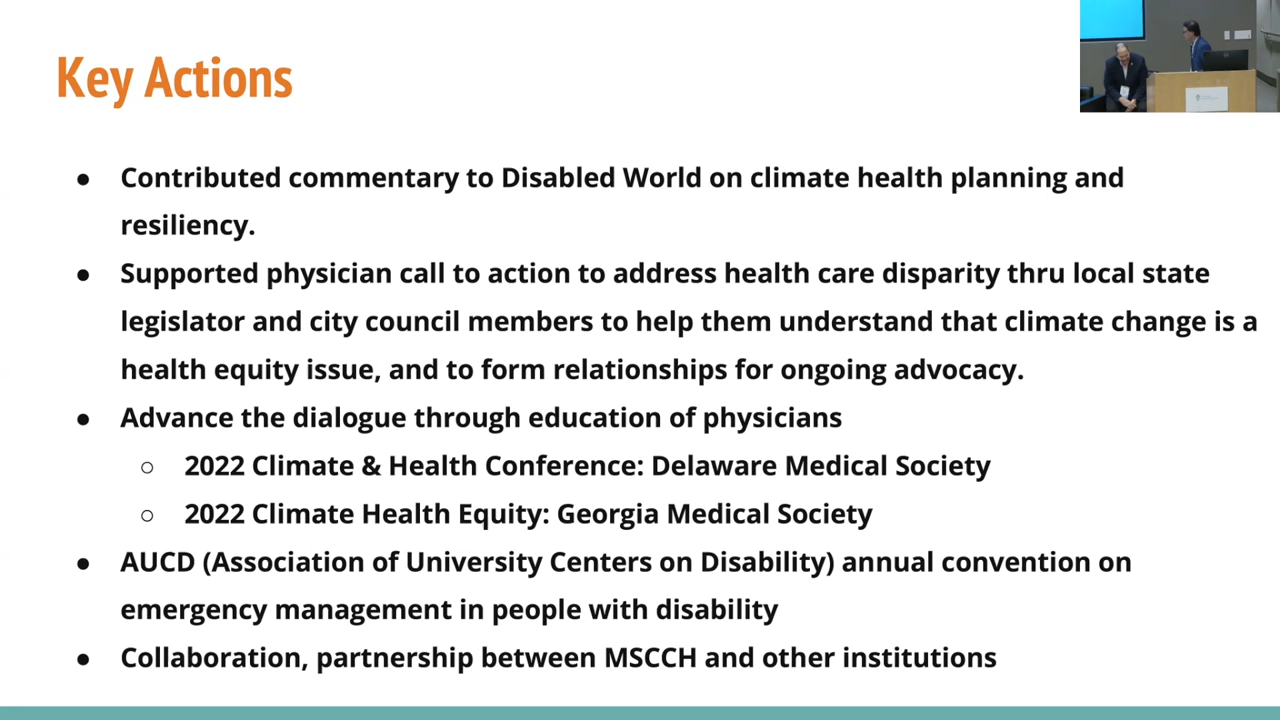 Key Actions
● Contributed commentary to Disabled World on climate health planning and
resiliency.
● Supported physician call to action to address health care disparity thru local state
legislator and city council members to help them understand that climate change is a
health equity issue, and to form relationships for ongoing advocacy.
● Advance the dialogue through education of physicians
○ 2022 Climate & Health Conference: Delaware Medical Society
○ 2022 Climate Health Equity: Georgia Medical Society
● AUCD (Association of University Centers on Disability) annual convention on
emergency management in people with disability
● Collaboration, partnership between MSCCH and other institutions